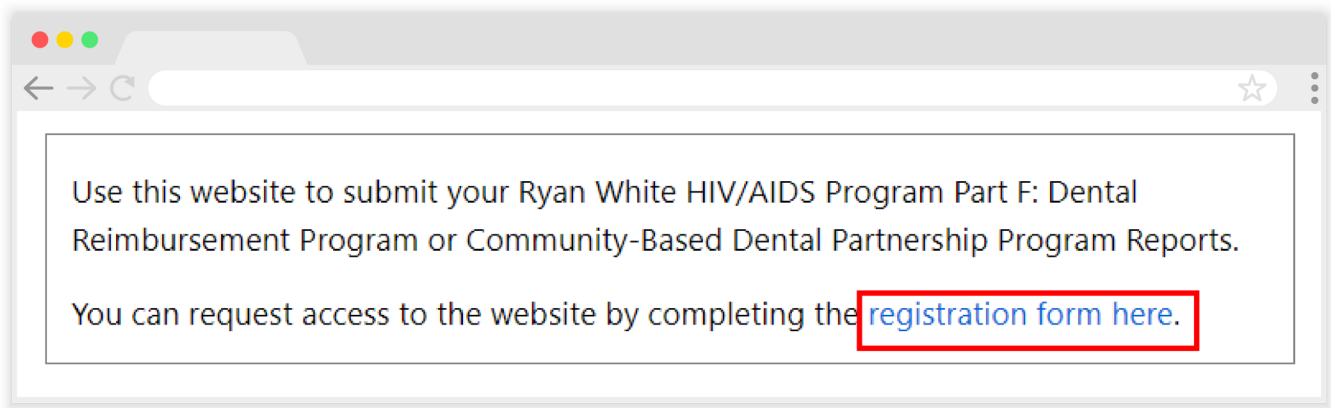 Use this website to submit your Ryan White HIV/AIDS Program Part F: Dental
Reimbursement Program or Community-Based Dental Partnership Program Reports.
You can request access to the website by completing the registration form here.